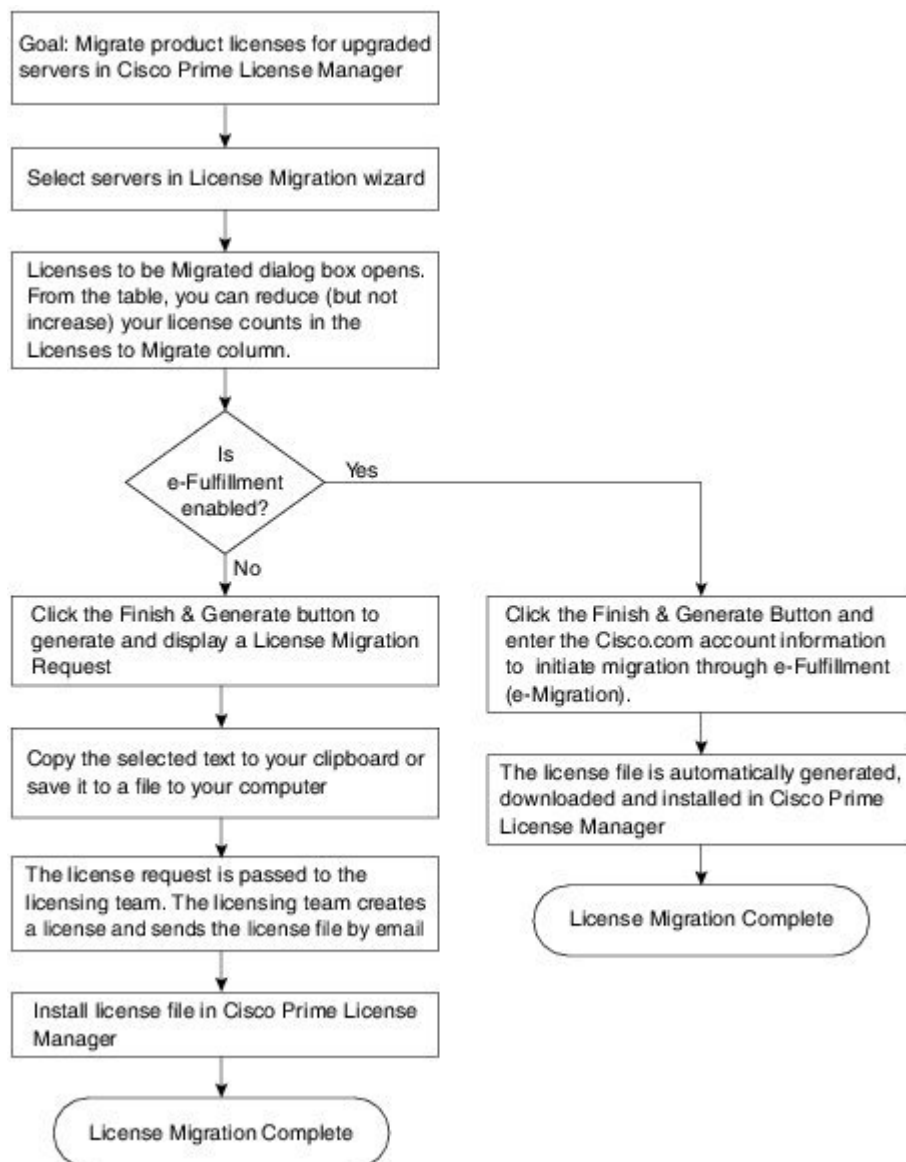 Goal: Migrate product licenses for upgraded
servers in Cisco Prime License Manager
Select servers in License Migration wizard
Licenses to be Migrated dialog box opens.
From the table, you can reduce (but not
increase) your license counts in the
Licenses to Migrate column.
Is
e-Fulfillment
enabled?
Yes
No
Click the Finish & Generate button to
generate and display a License Migration
Request
Copy the selected text to your clipboard or
save it to a file to your computer
The license request is passed to the
licensing team. The licensing team creates
a license and sends the license file by email
Install license file in Cisco Prime License
Manager
License Migration Complete
Click the Finish & Generate Button and
enter the Cisco.com account information
to initiate migration through e-Fulfillment
(e-Migration).
The license file is automatically generated,
downloaded and installed in Cisco Prime
License Manager
License Migration Complete